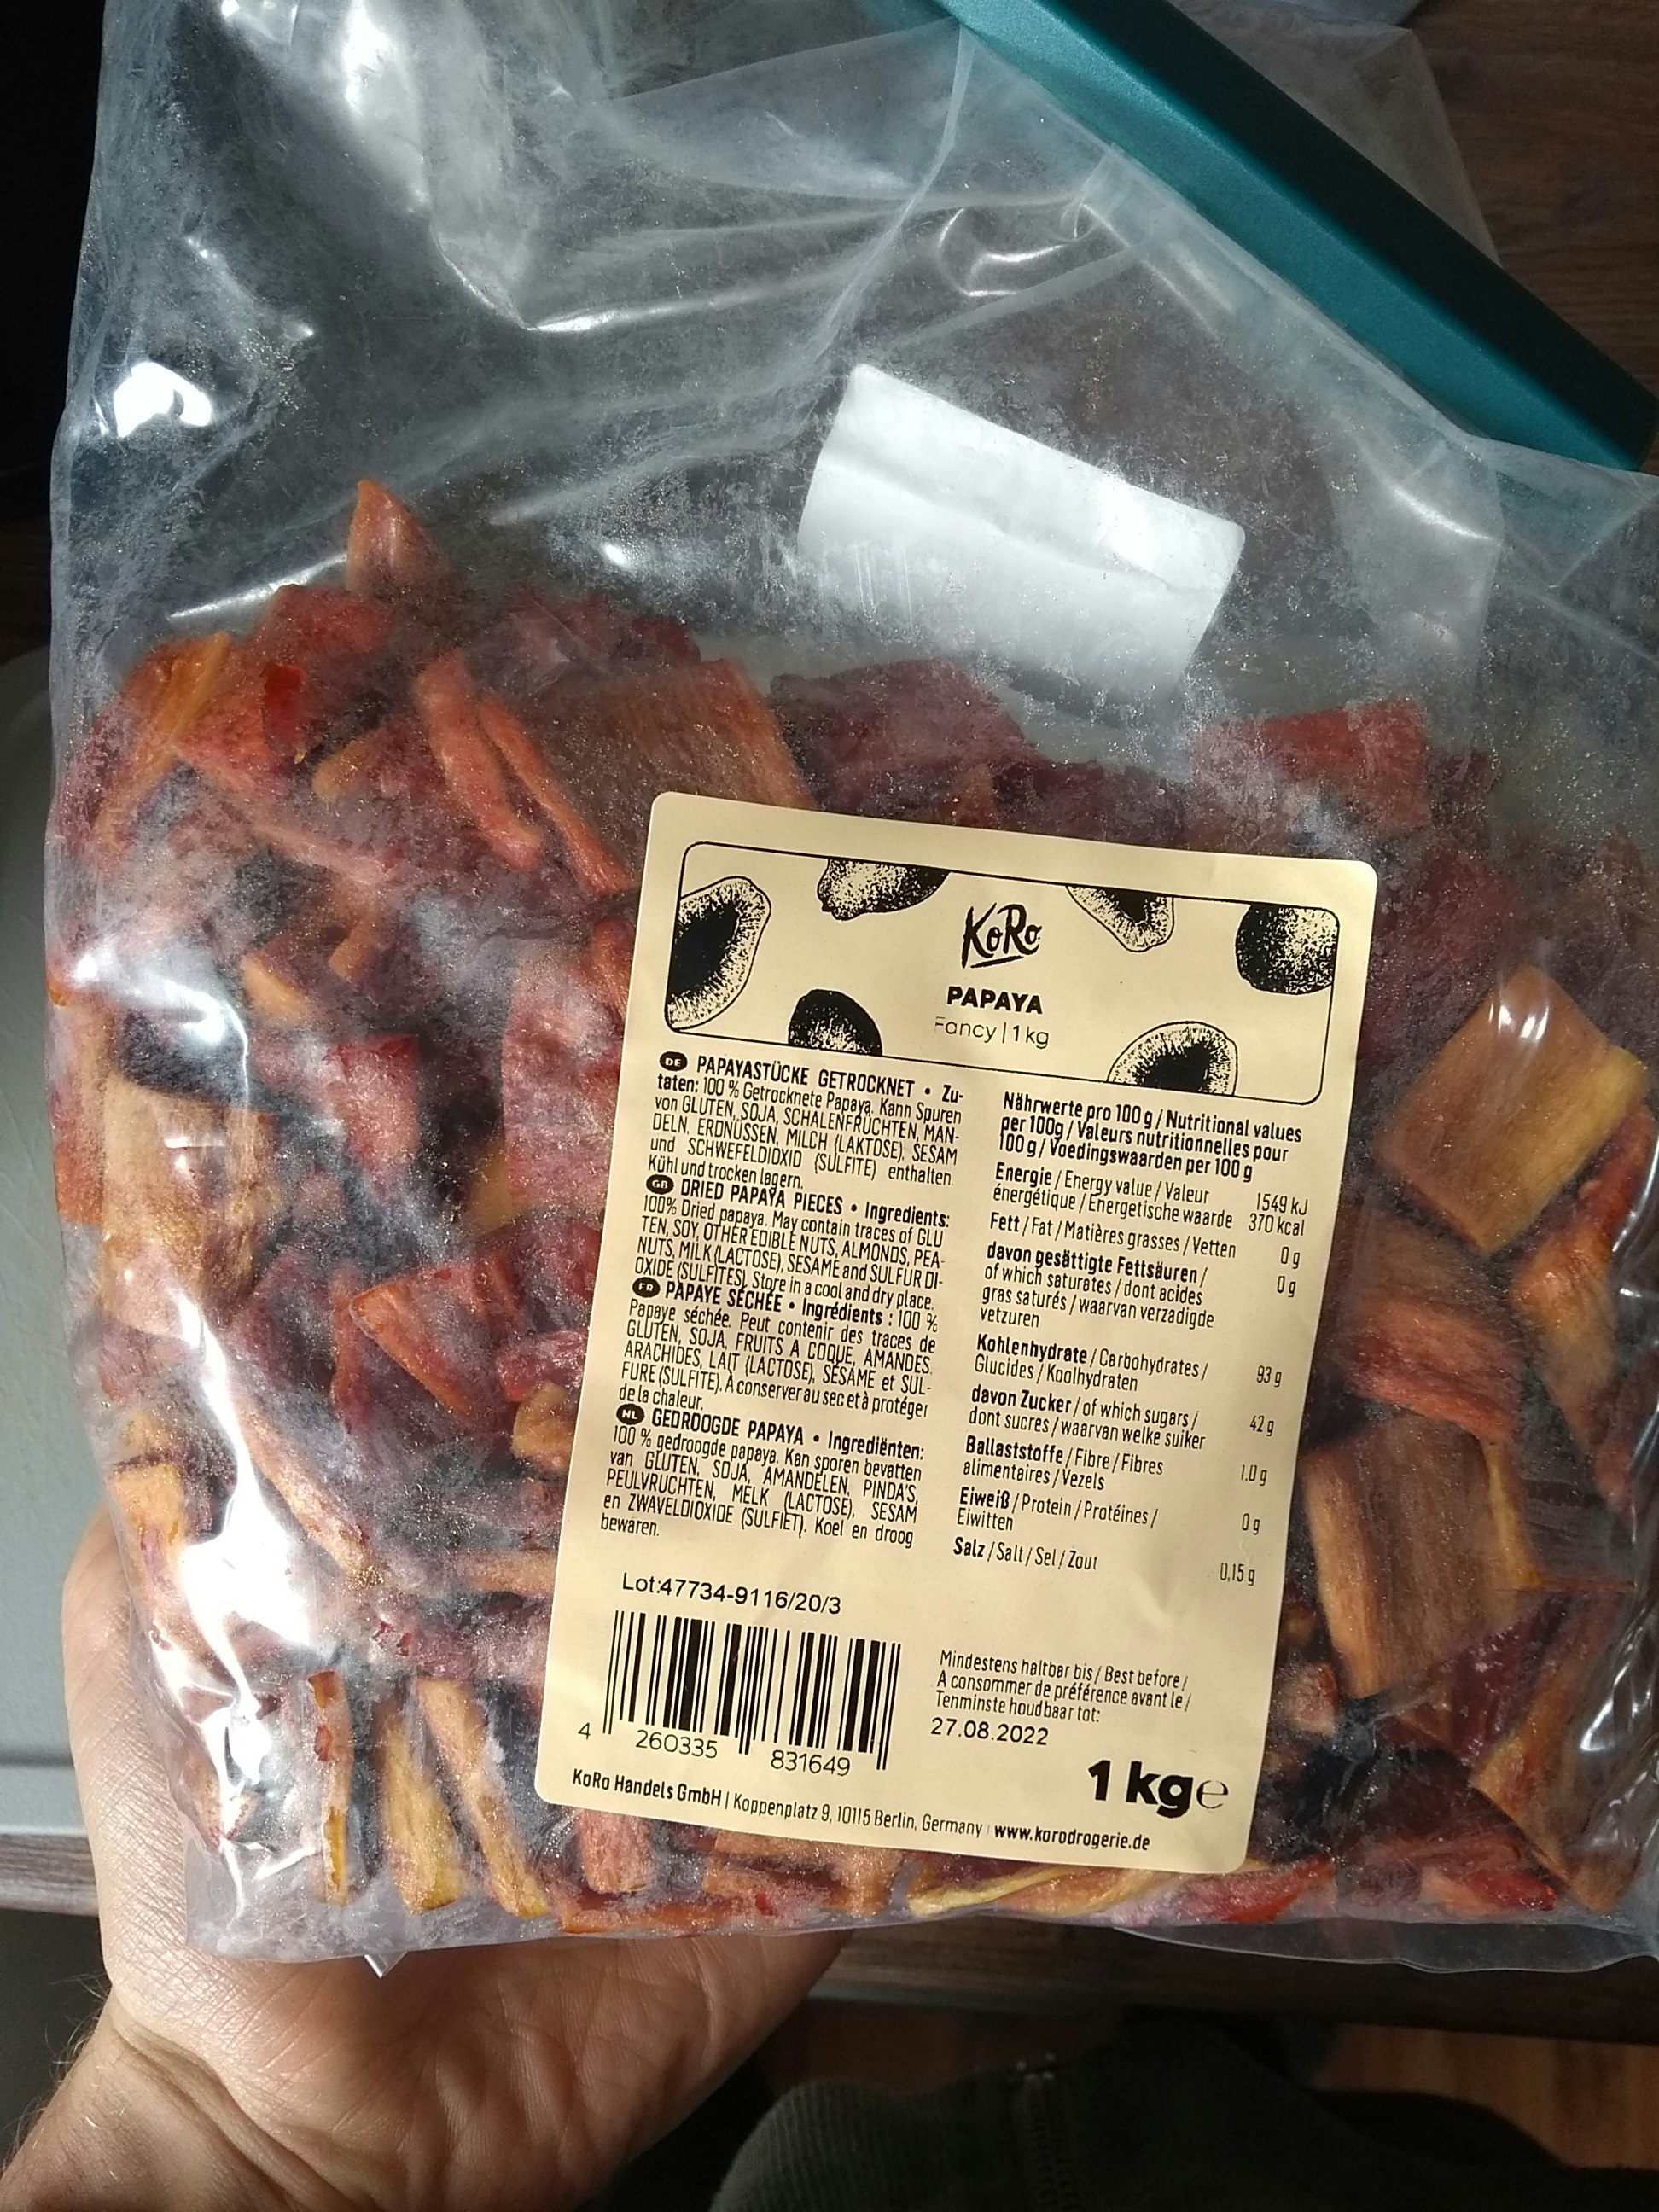 KoRo
PAPAYA
Fancy | 1 kg
DE PAPAYASTÜCKE GETROCKNET • Zu-
taten: 100 % Getrocknete Papaya. Kann Spuren
von GLUTEN, SOJA, SCHALENFRÜCHTEN, MAN-
DELN, ERDNÜSSEN, MILCH (LAKTOSE), SESAM
und SCHWEFELDIOXID (SULFITE) enthalten.
Kühl und trocken lagern.
GB DRIED PAPAYA PIECES • Ingredients:
100% Dried papaya. May contain traces of GLU
TEN, SOY, OTHER EDIBLE NUTS, ALMONDS, PEA-
NUTS, MILK (LACTOSE), SESAME and SULFUR DI-
OXIDE (SULFITES). Store in a cool and dry place.
FR PAPAYE SÉCHÉE • Ingrédients : 100 %
Papaye séchée. Peut contenir des traces de
GLUTEN, SOJA, FRUITS A COQUE, AMANDES,
ARACHIDES, LAIT (LACTOSE), SÉSAME et SUL-
FURE (SULFITE). À conserver au sec et à protéger
de la chaleur.
NL GEDROOGDE PAPAYA • Ingrediënten:
100 % gedroogde papaya. Kan sporen bevatten
van GLUTEN, SOJA, AMANDELEN, PINDA'S,
PEULVRUCHTEN, MELK (LACTOSE), SESAM
en ZWAVELDIOXIDE (SULFIET). Koel en droog
bewaren.
Nährwerte pro 100 g / Nutritional values
per 100g / Valeurs nutritionnelles pour
100 g / Voedingswaarden per 100 g
Energie / Energy value / Valeur 1549 kJ
énergétique / Energetische waarde 370 kcal
Fett / Fat / Matières grasses / Vetten 0 g
davon gesättigte Fettsäuren / 0 g
of which saturates / dont acides
gras saturés / waarvan verzadigde
vetzuren
Kohlenhydrate / Carbohydrates / 93 g
Glucides / Koolhydraten
davon Zucker / of which sugars / 42 g
dont sucres / waarvan welke suiker
Ballaststoffe / Fibre / Fibres 1,0 g
alimentaires / Vezels
Eiweiß / Protein / Protéines / 0 g
Eiwitten
Salz / Salt / Sel / Zout 0,15 g
Lot:47734-9116/20/3
4 260335 831649
Mindestens haltbar bis / Best before /
A consommer de préférence avant le /
Tenminste houdbaar tot:
27.08.2022
1 kg e
KoRo Handels GmbH | Koppenplatz 9, 10115 Berlin, Germany | www.korodrogerie.de